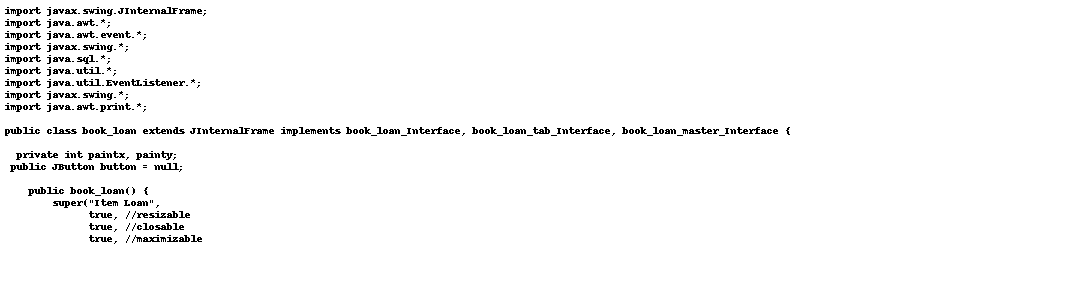 import javax.swing.JInternalFrame;
import java.awt.*;
import java.awt.event.*;
import javax.swing.*;
import java.sql.*;
import java.util.*;
import java.util.EventListener.*;
import javax.swing.*;
import java.awt.print.*;

public class book_loan extends JInternalFrame implements book_loan_Interface, book_loan_tab_Interface, book_loan_master_Interface {

  private int paintx, painty;
 public JButton button = null;

    public book_loan() {
        super("Item Loan",
              true, //resizable
              true, //closable
              true, //maximizable